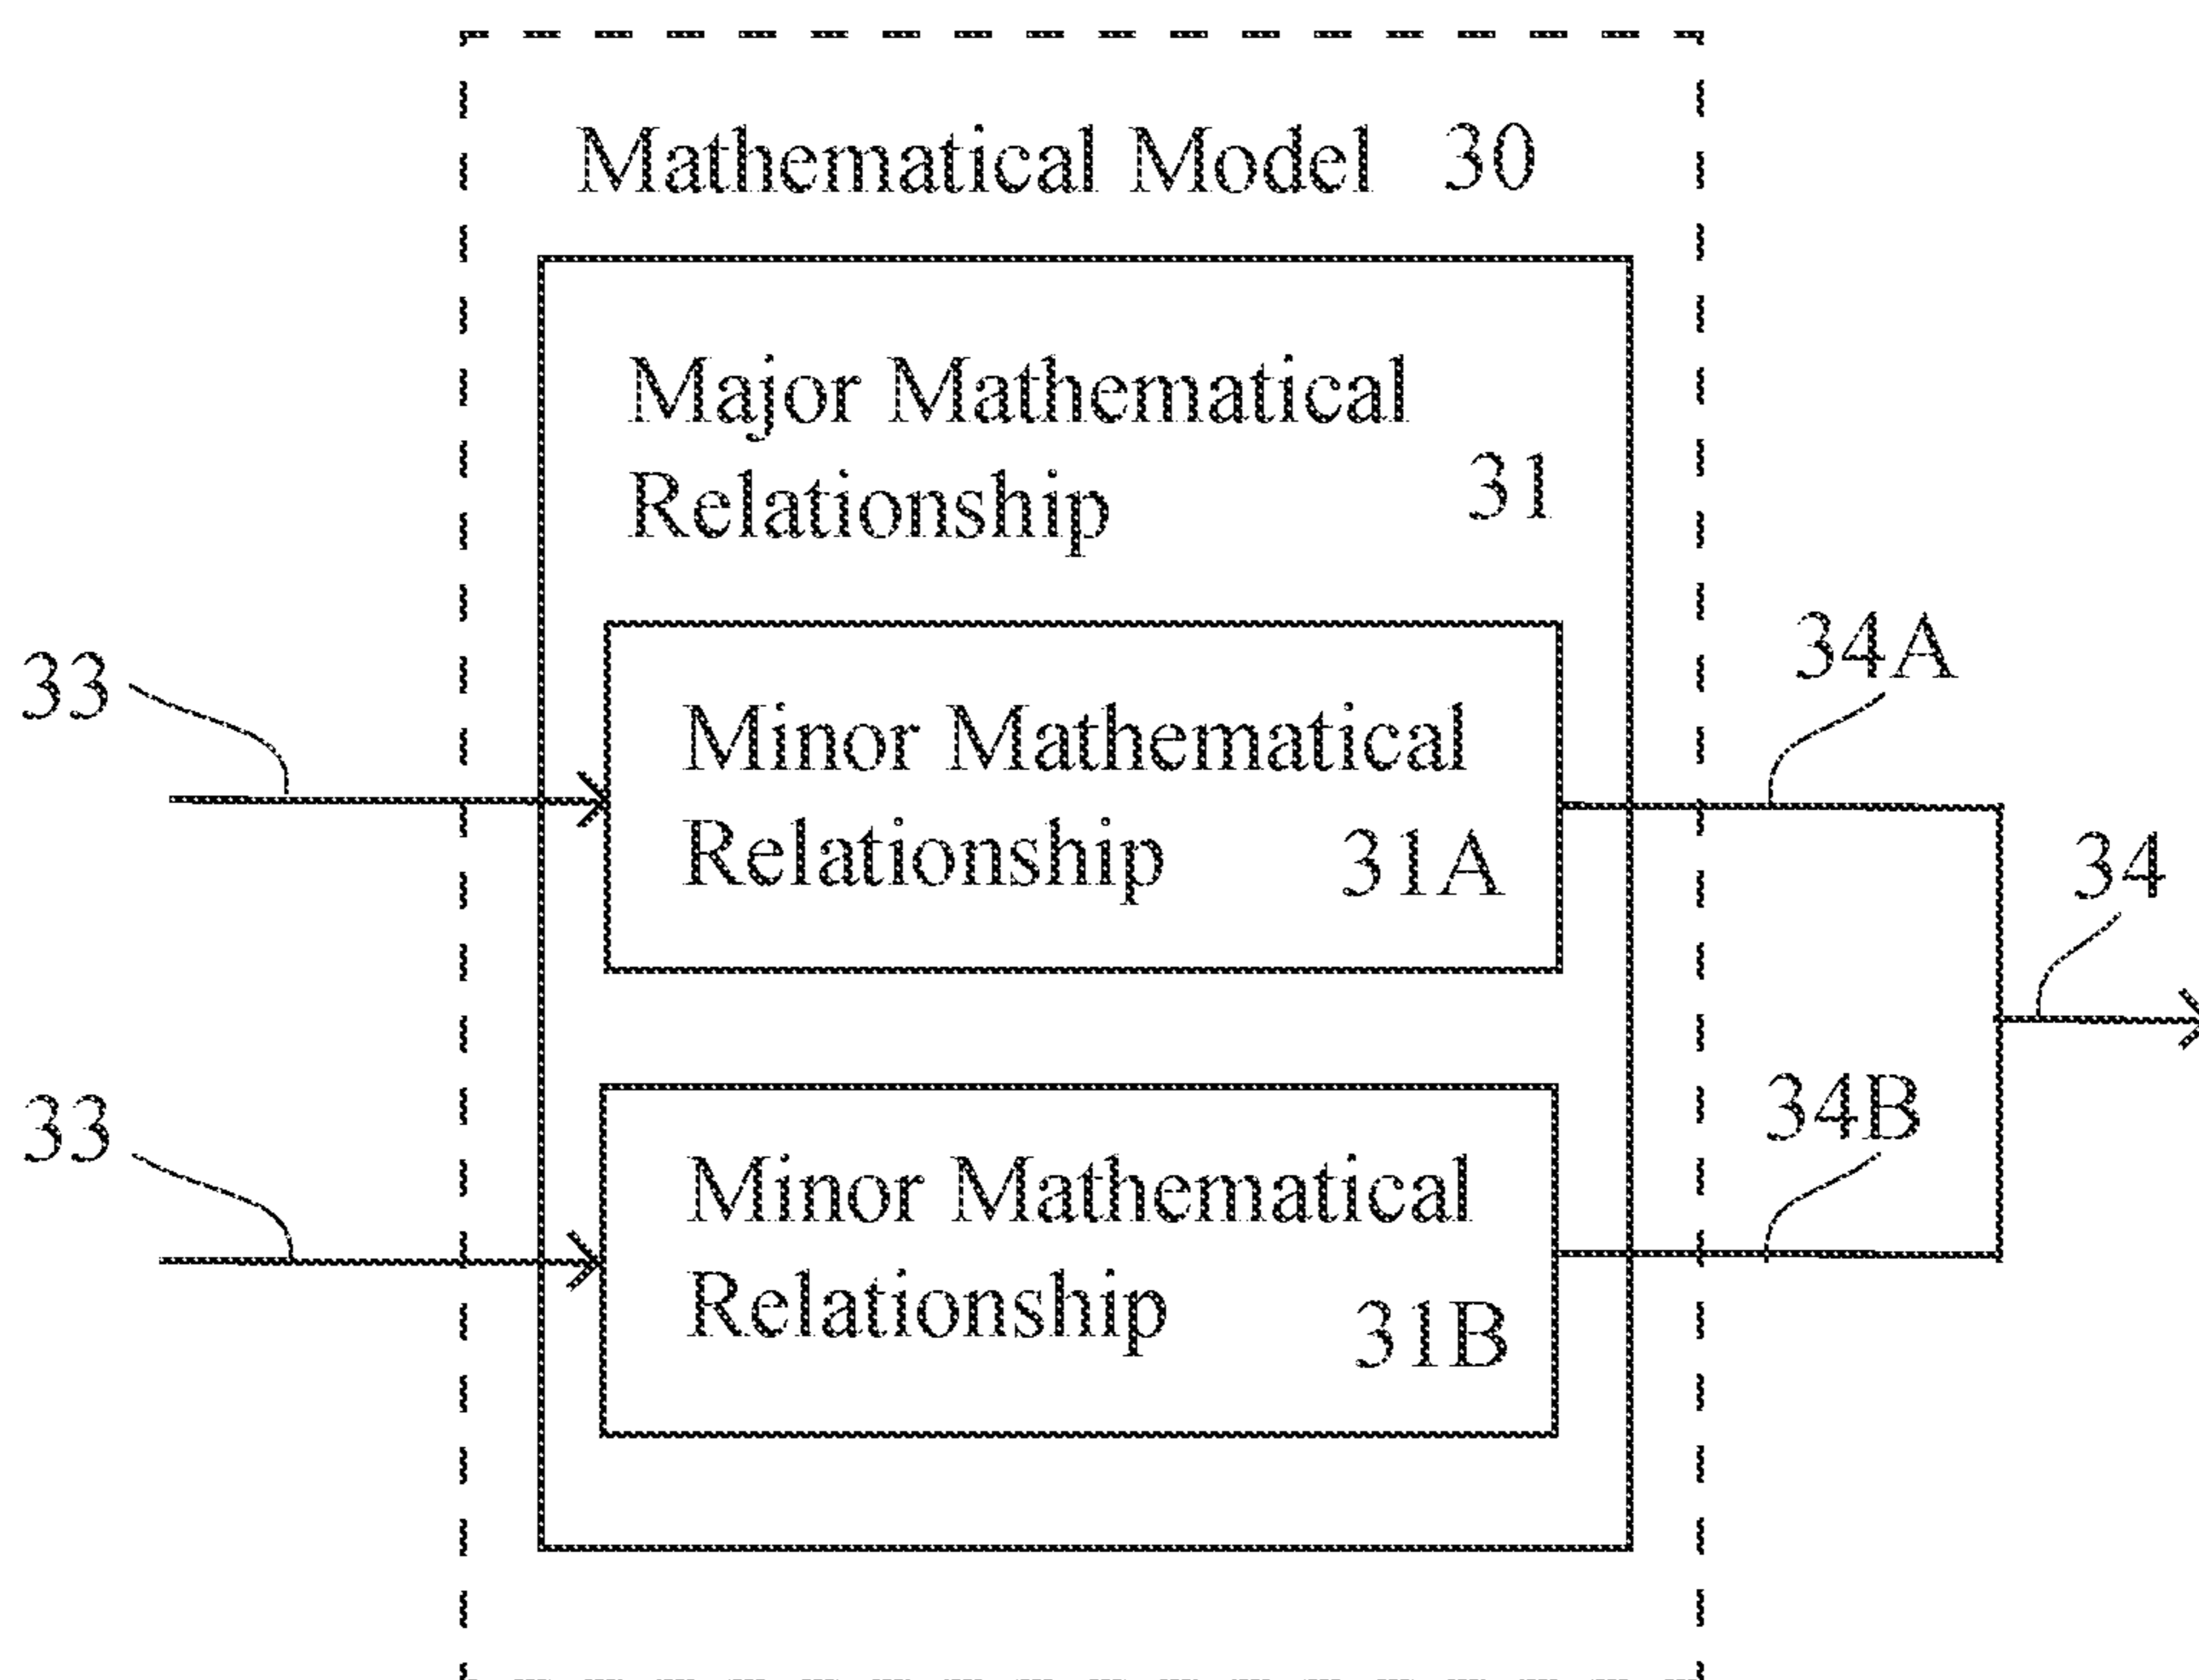 Mathematical Model 30
Major Mathematical
Relationship 31
34A
33
Minor Mathematical
Relationship 31A
34
34B
33
Minor Mathematical
Relationship 31B